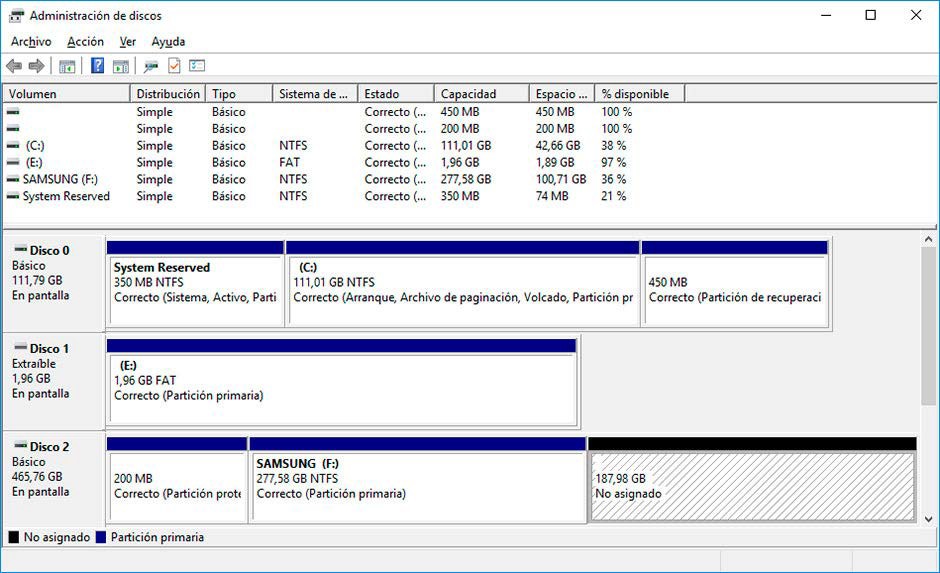 Administración de discos
Archivo Acción Ver Ayuda
Volumen Distribución Tipo Sistema de ... Estado Capacidad Espacio ... % disponible
Simple Básico Correcto (... 450 MB 450 MB 100 %
Simple Básico Correcto (... 200 MB 200 MB 100 %
(C:) Simple Básico NTFS Correcto (... 111,01 GB 42,66 GB 38 %
(E:) Simple Básico FAT Correcto (... 1,96 GB 1,89 GB 97 %
SAMSUNG (F:) Simple Básico NTFS Correcto (... 277,58 GB 100,71 GB 36 %
System Reserved Simple Básico NTFS Correcto (... 350 MB 74 MB 21 %
Disco 0
Básico
111,79 GB
En pantalla
System Reserved
350 MB NTFS
Correcto (Sistema, Activo, Parti
(C:)
111,01 GB NTFS
Correcto (Arranque, Archivo de paginación, Volcado, Partición pr
450 MB
Correcto (Partición de recuperaci
Disco 1
Extraíble
1,96 GB
En pantalla
(E:)
1,96 GB FAT
Correcto (Partición primaria)
Disco 2
Básico
465,76 GB
En pantalla
200 MB
Correcto (Partición prote
SAMSUNG (F:)
277,58 GB NTFS
Correcto (Partición primaria)
187,98 GB
No asignado
No asignado Partición primaria